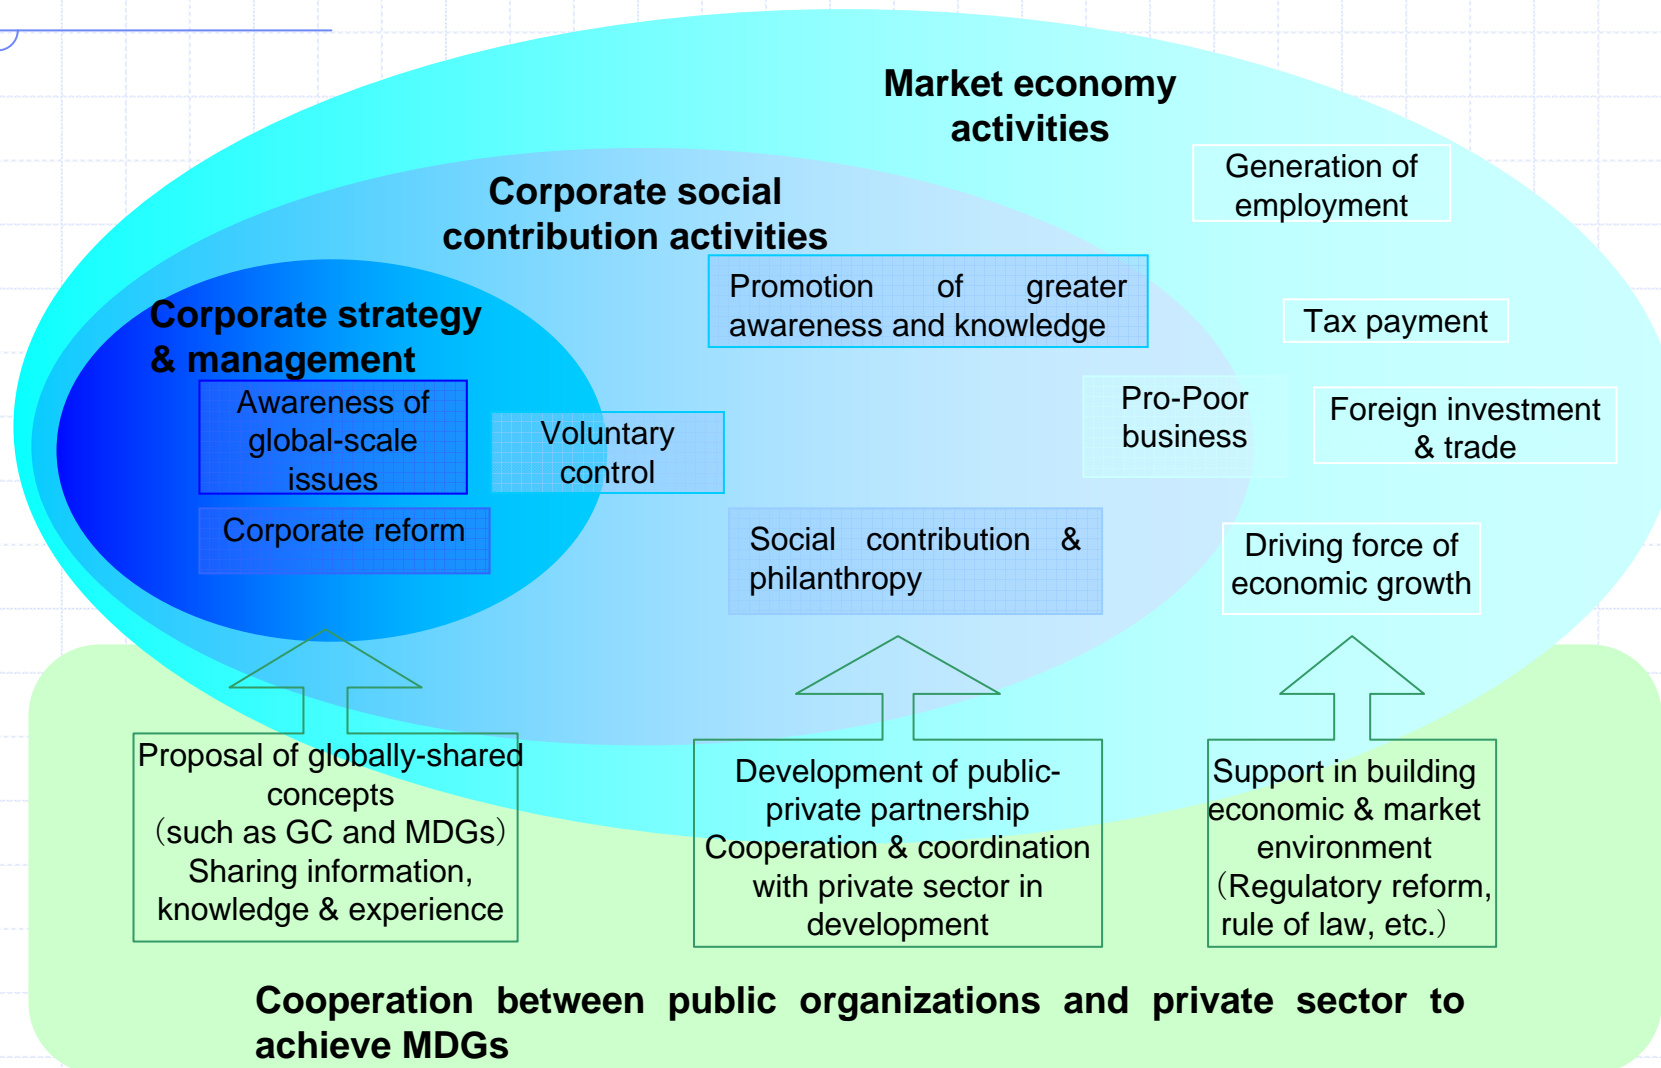 Market economy
activities
Generation of
employment
Corporate social
contribution activities
Promotion of greater
awareness and knowledge
Corporate strategy
& management
Tax payment
Awareness of
global-scale
issues
Voluntary
control
Pro-Poor
business
Foreign investment
& trade
Corporate reform
Social contribution &
philanthropy
Driving force of
economic growth
Proposal of globally-shared
concepts
（such as GC and MDGs）
Sharing information,
knowledge & experience
Development of public-
private partnership
Cooperation & coordination
with private sector in
development
Support in building
economic & market
environment
（Regulatory reform,
rule of law, etc.）
Cooperation between public organizations and private sector to
achieve MDGs